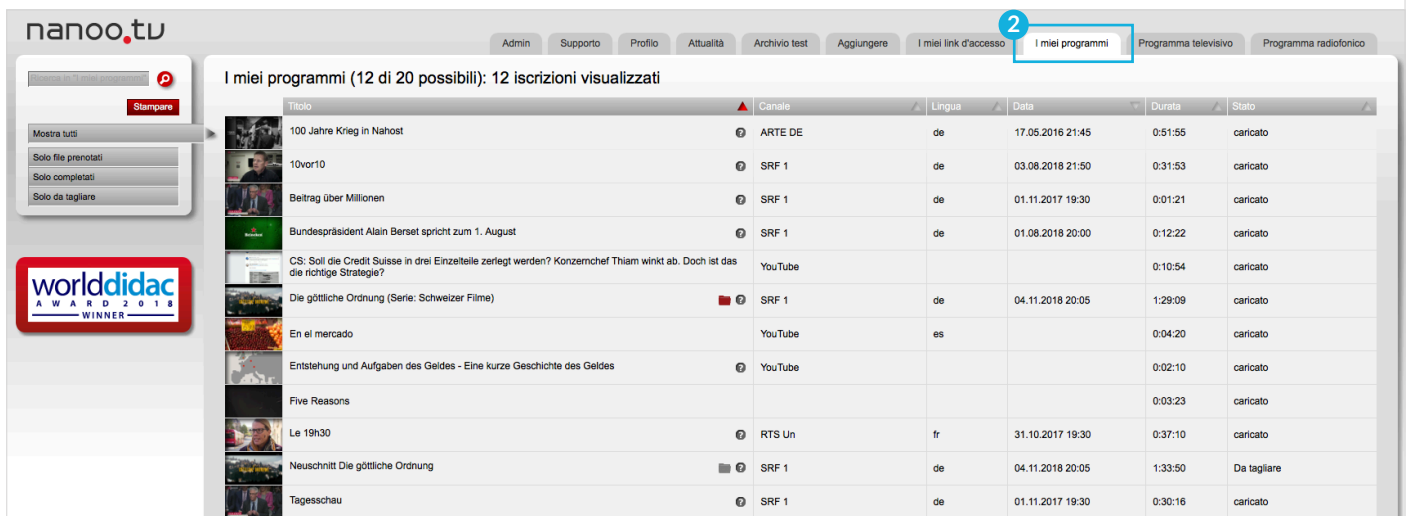 nanoo.tv
2
Admin Supporto Profilo Attualità Archivio test Aggiungere I miei link d'accesso I miei programmi Programma televisivo Programma radiofonico
Ricerca in "I miei programmi"
Stampare
Mostra tutti
Solo file prenotati
Solo completati
Solo da tagliare
worlddidac
AWARD 2018
WINNER
I miei programmi (12 di 20 possibili): 12 iscrizioni visualizzati
Titolo Canale Lingua Data Durata Stato
100 Jahre Krieg in Nahost ? ARTE DE de 17.05.2016 21:45 0:51:55 caricato
10vor10 ? SRF 1 de 03.08.2018 21:50 0:31:53 caricato
Beitrag über Millionen ? SRF 1 de 01.11.2017 19:30 0:01:21 caricato
Bundespräsident Alain Berset spricht zum 1. August ? SRF 1 de 01.08.2018 20:00 0:12:22 caricato
CS: Soll die Credit Suisse in drei Einzelteile zerlegt werden? Konzernchef Thiam winkt ab. Doch ist das
die richtige Strategie? YouTube 0:10:54 caricato
Die göttliche Ordnung (Serie: Schweizer Filme) ? SRF 1 de 04.11.2018 20:05 1:29:09 caricato
En el mercado YouTube es 0:04:20 caricato
Entstehung und Aufgaben des Geldes - Eine kurze Geschichte des Geldes ? YouTube 0:02:10 caricato
Five Reasons 0:03:23 caricato
Le 19h30 ? RTS Un fr 31.10.2017 19:30 0:37:10 caricato
Neuschnitt Die göttliche Ordnung ? SRF 1 de 04.11.2018 20:05 1:33:50 Da tagliare
Tagesschau ? SRF 1 de 01.11.2017 19:30 0:30:16 caricato